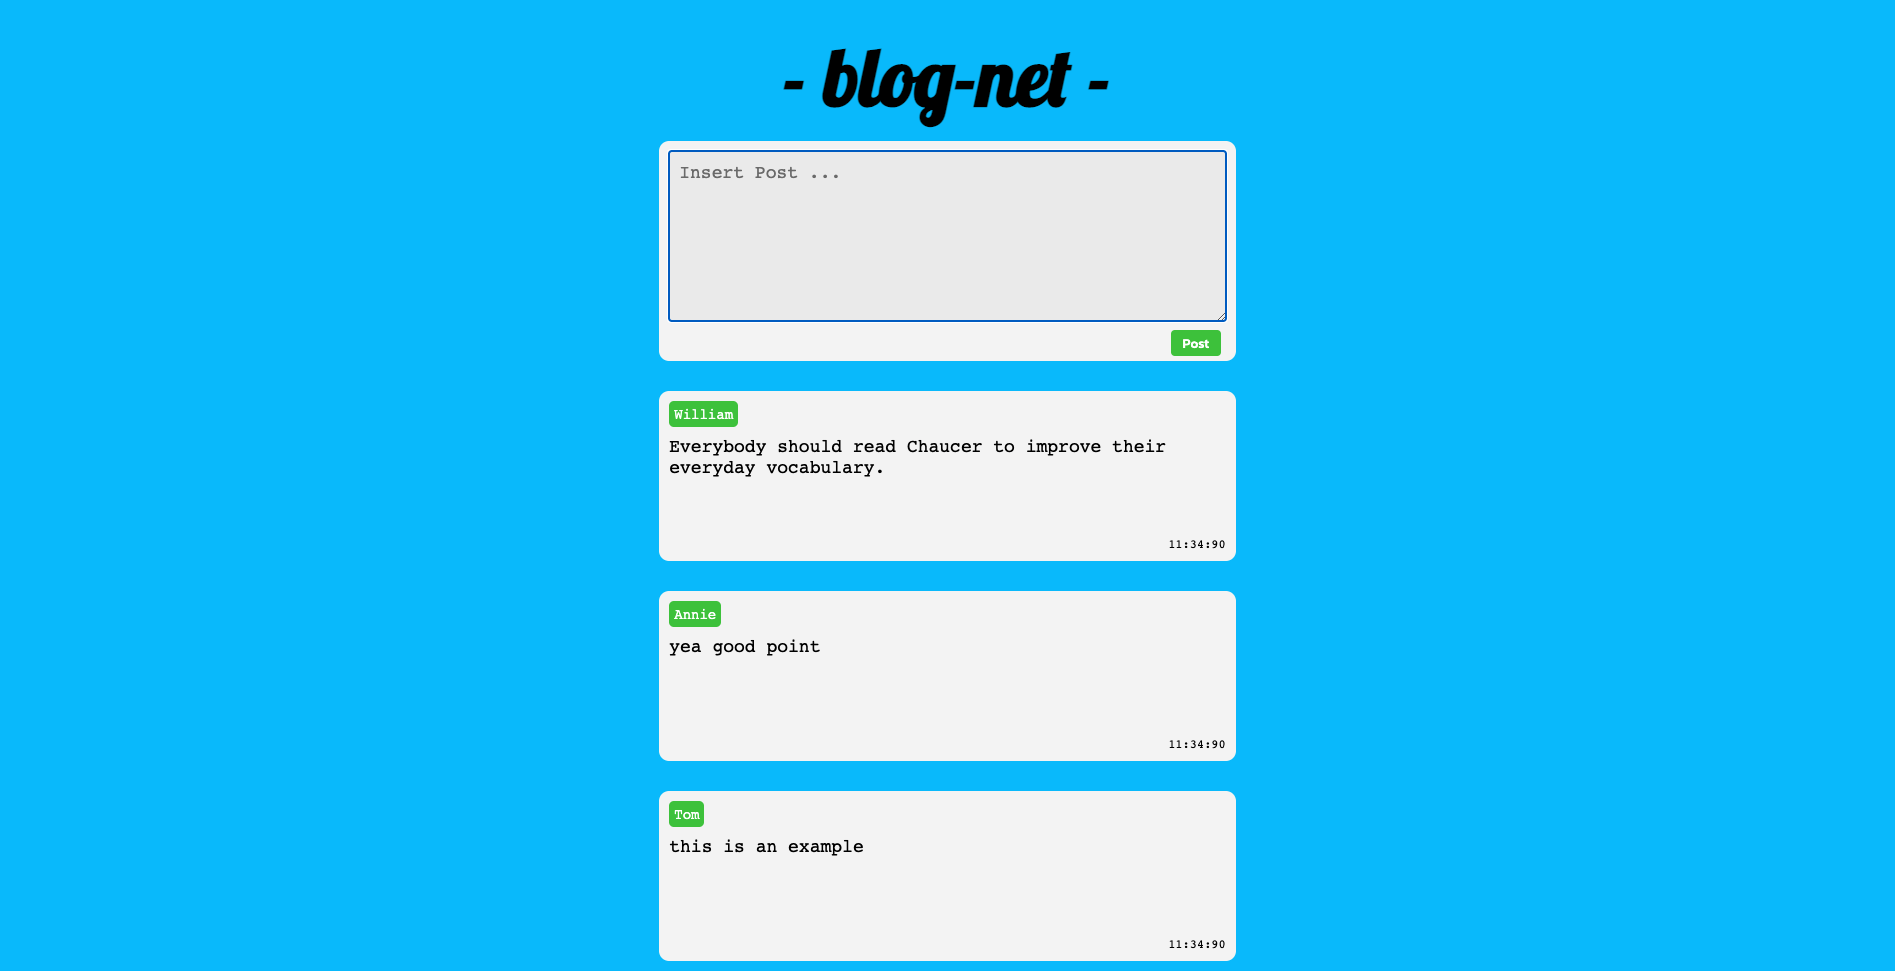 - blog-net -
Insert Post ...
Post
William
Everybody should read Chaucer to improve their
everyday vocabulary.
11:34:90
Annie
yea good point
11:34:90
Tom
this is an example
11:34:90